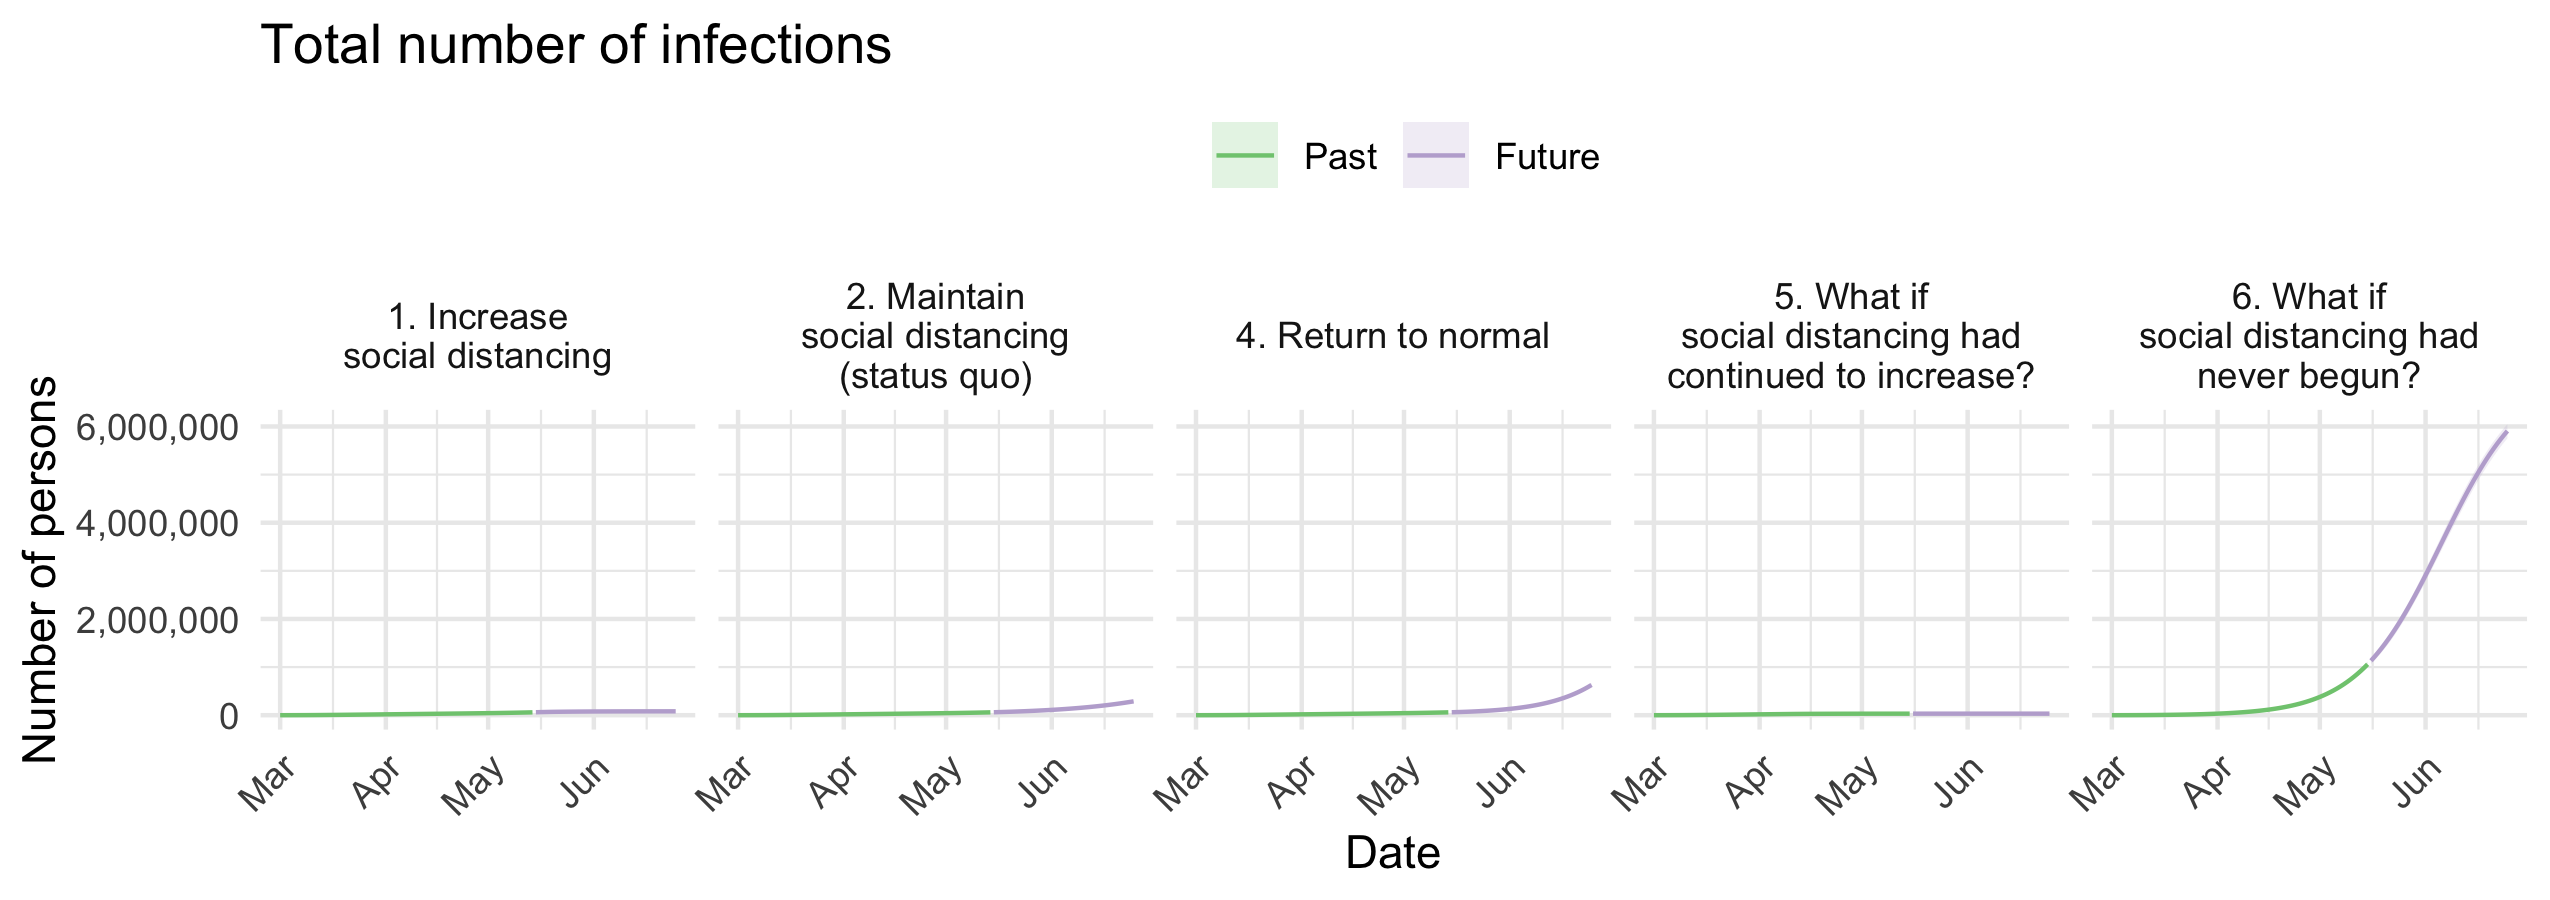 Total number of infections
Past
Future
1. Increase
social distancing
2. Maintain
social distancing
(status quo)
4. Return to normal
5. What if
social distancing had
continued to increase?
6. What if
social distancing had
never begun?
Number of persons
6,000,000
4,000,000
2,000,000
0
Mar Apr May Jun
Mar Apr May Jun
Mar Apr May Jun
Mar Apr May Jun
Mar Apr May Jun
Date